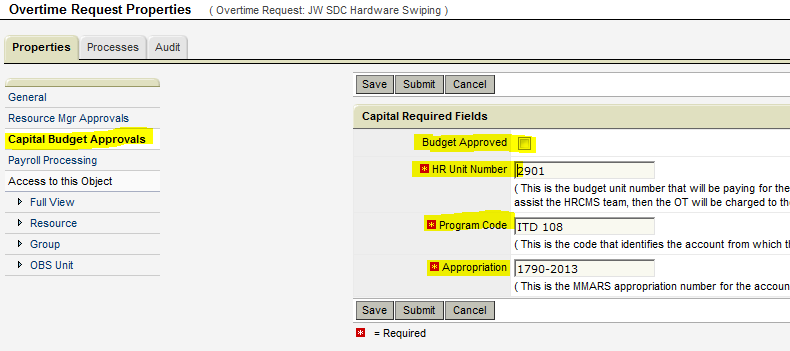 Overtime Request Properties ( Overtime Request: JW SDC Hardware Swiping )
Properties Processes Audit
General
Resource Mgr Approvals
Capital Budget Approvals
Payroll Processing
Access to this Object
Full View
Resource
Group
OBS Unit
Save Submit Cancel
Capital Required Fields
Budget Approved
HR Unit Number 2901
( This is the budget unit number that will be paying for the
assist the HRCMS team, then the OT will be charged to the
Program Code ITD 108
( This is the code that identifies the account from which th
Appropriation 1790-2013
( This is the MMARS appropriation number for the accoun
Save Submit Cancel
* = Required